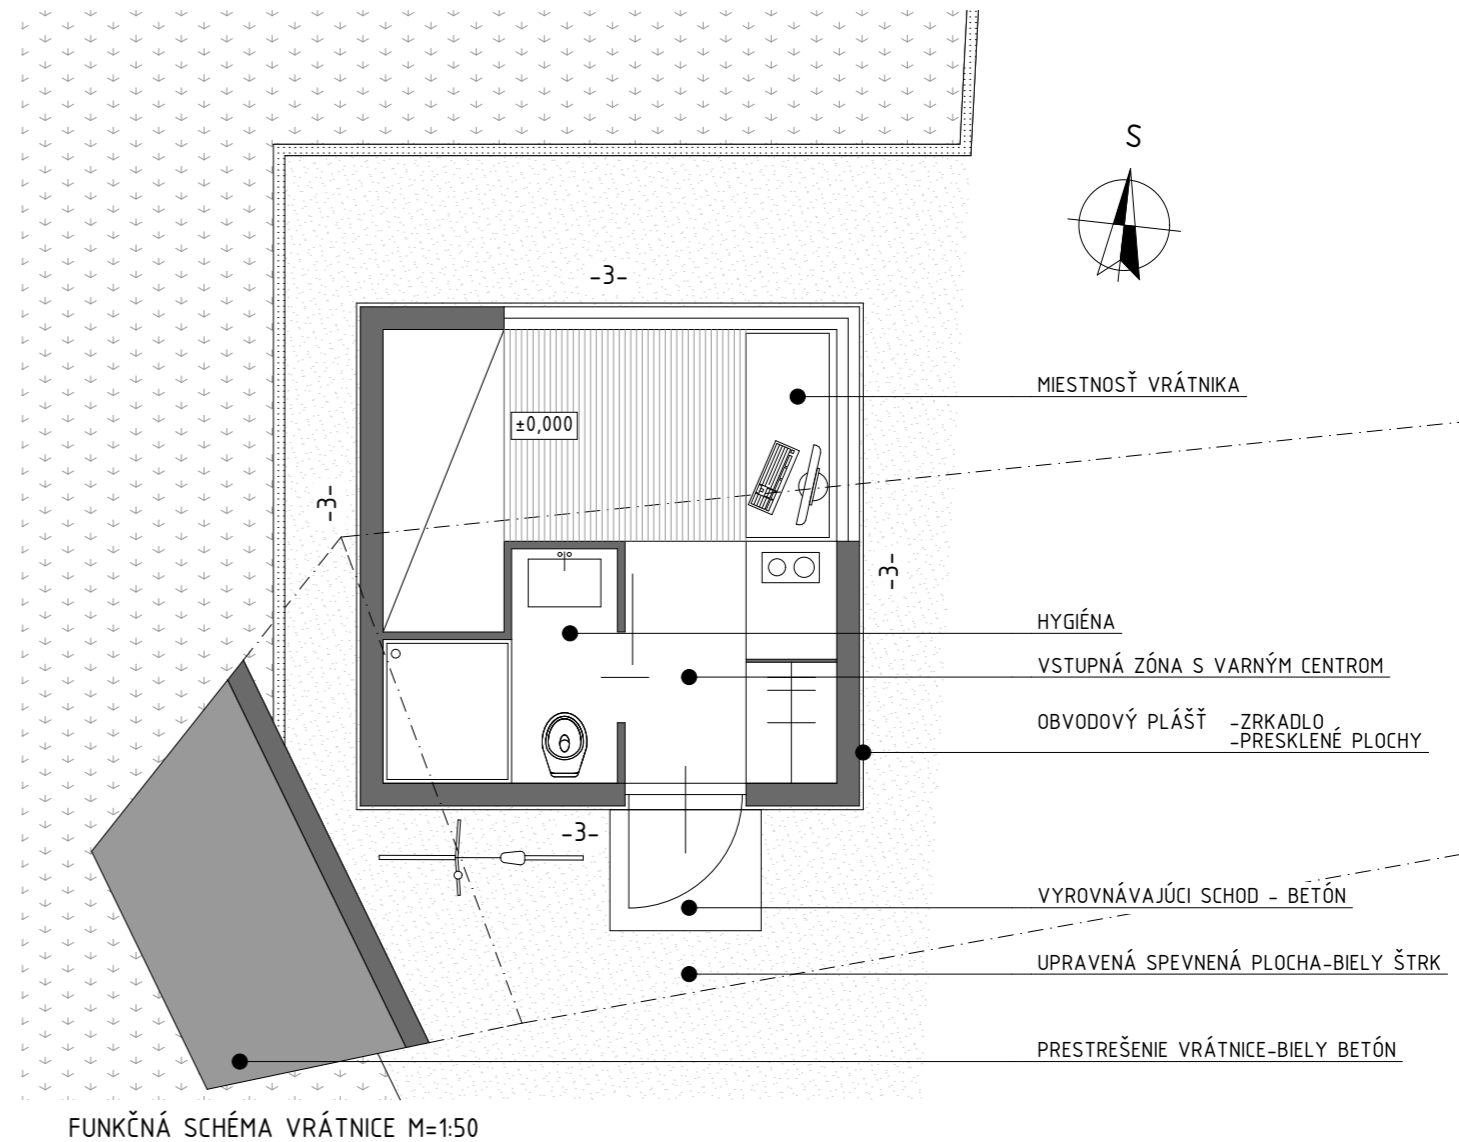 S
-3-
MIESTNOSŤ VRÁTNIKA
±0,000
-3-
-3-
HYGIÉNA
VSTUPNÁ ZÓNA S VARNÝM CENTROM
OBVODOVÝ PLÁŠŤ -ZRKADLO
-PRESKLENÉ PLOCHY
-3-
VYROVNÁVAJÚCI SCHOD - BETÓN
UPRAVENÁ SPEVNENÁ PLOCHA-BIELY ŠTRK
PRESTREŠENIE VRÁTNICE-BIELY BETÓN
FUNKČNÁ SCHÉMA VRÁTNICE M=1:50